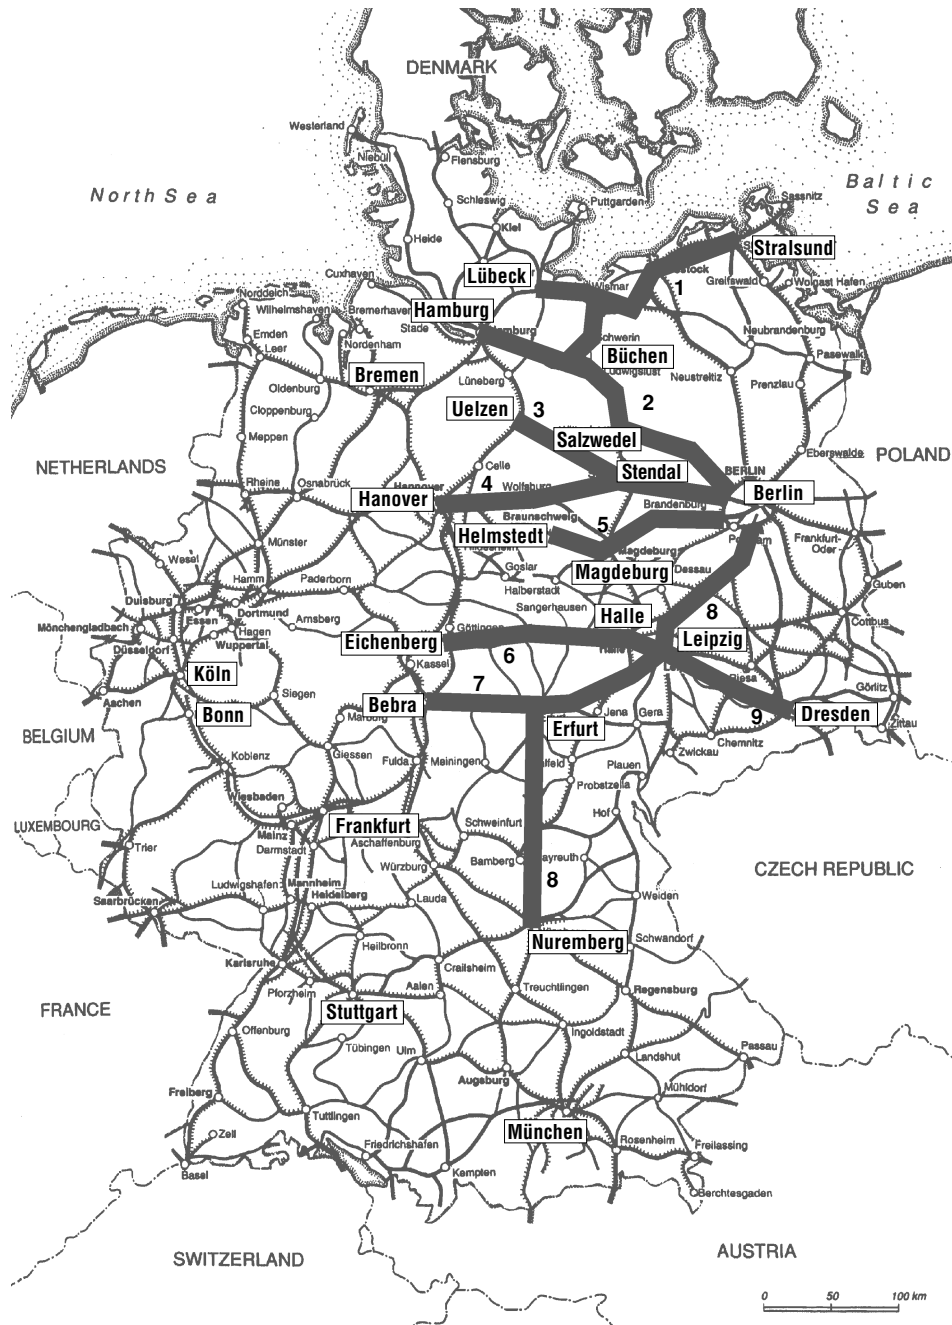 DENMARK
Westerland
Niebüll
Flensburg
North Sea
Baltic
Sea
Schleswig
Puttgarden
Sassnitz
Kiel
Heide
Stralsund
Lübeck
Cuxhaven
Wismar
1
Greifswald
Wolgast Hafen
Norddeich
Wilhelmshaven
Bremerhaven
Hamburg
Stade
Emden
Nordenham
Schwerin
Neubrandenburg
Leer
Büchen
Pasewalk
Bremen
Ludwigslust
Neustrelitz
Oldenburg
Lüneberg
Prenzlau
Cloppenburg
Uelzen
3
2
Meppen
Salzwedel
Eberswalde
POLAND
NETHERLANDS
Celle
Stendal
BERLIN
Rheine
Osnabrück
Hannover
4
Wolfsburg
Hanover
Berlin
Brandenburg
Braunschweig
5
Helmstedt
Frankfurt-
Oder
Münster
Magdeburg
Wesel
Goslar
Magdeburg
Dessau
Hamm
Paderborn
Halberstadt
Guben
Duisburg
Dortmund
Sangerhausen
Halle
8
Essen
Mönchengladbach
Hagen
Arnsberg
Göttingen
Cottbus
Düsseldorf
Wuppertal
Eichenberg
Leipzig
6
Halle
Kassel
Riesa
Köln
7
Görlitz
Aachen
Siegen
Bebra
Bonn
Marburg
Jena
Gera
9
Dresden
Zittau
BELGIUM
Erfurt
Chemnitz
Koblenz
Giessen
Fulda
Meiningen
Zwickau
Plauen
Probstzella
Wiesbaden
Hof
LUXEMBOURG
Mainz
Frankfurt
Schweinfurt
Trier
Darmstadt
Aschaffenburg
Bamberg
Bayreuth
CZECH REPUBLIC
Würzburg
8
Ludwigshafen
Mannheim
Heidelberg
Lauda
Weiden
Saarbrücken
Nuremberg
Schwandorf
Heilbronn
Karlsruhe
Crailsheim
Pforzheim
Aalen
Treuchtlingen
Regensburg
FRANCE
Stuttgart
Offenburg
Ingoldstadt
Tübingen
Ulm
Landshut
Passau
Augsburg
Freiberg
Mühldorf
Tuttlingen
München
Zell
Friedrichshafen
Rosenheim
Freilassing
Basel
Kempten
Berchtesgaden
SWITZERLAND
AUSTRIA
0 50 100 km